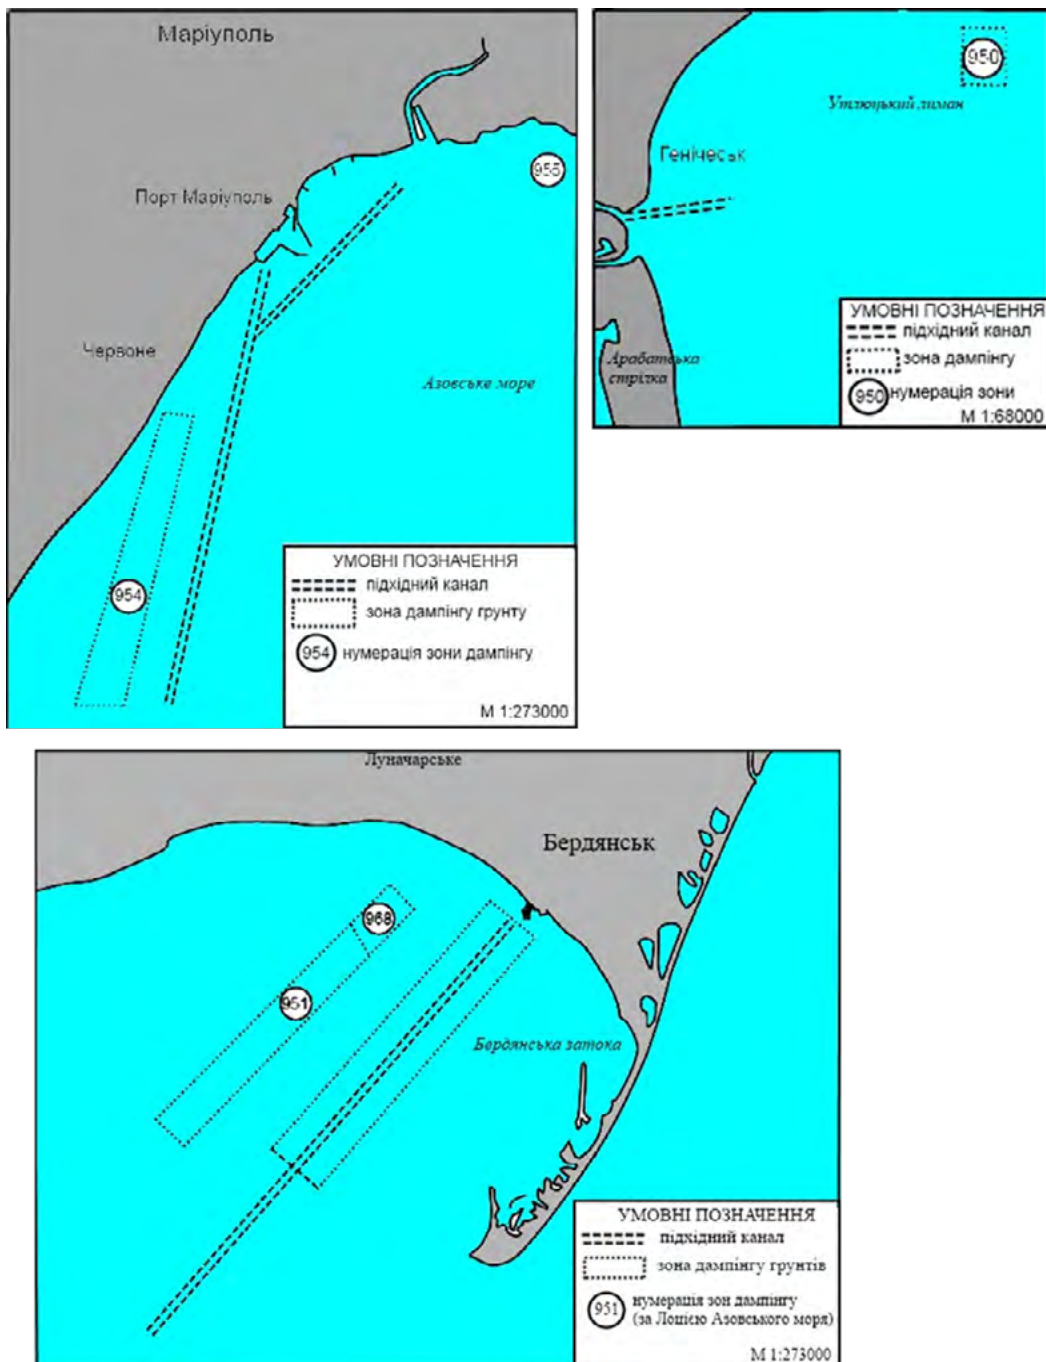 Маріуполь
955
Порт Маріуполь
Червоне
Азовське море
954
УМОВНІ ПОЗНАЧЕННЯ
підхідний канал
зона дампінгу грунту
954 нумерація зони дампінгу
М 1:273000
950
Утлюцький лиман
Генічеськ
Арабатська
стрілка
УМОВНІ ПОЗНАЧЕННЯ
підхідний канал
зона дампінгу
950 нумерація зони
М 1:68000
Луначарське
Бердянськ
968
951
Бердянська затока
УМОВНІ ПОЗНАЧЕННЯ
підхідний канал
зона дампінгу грунтів
951 нумерація зон дампінгу
(за Лоцією Азовського моря)
М 1:273000